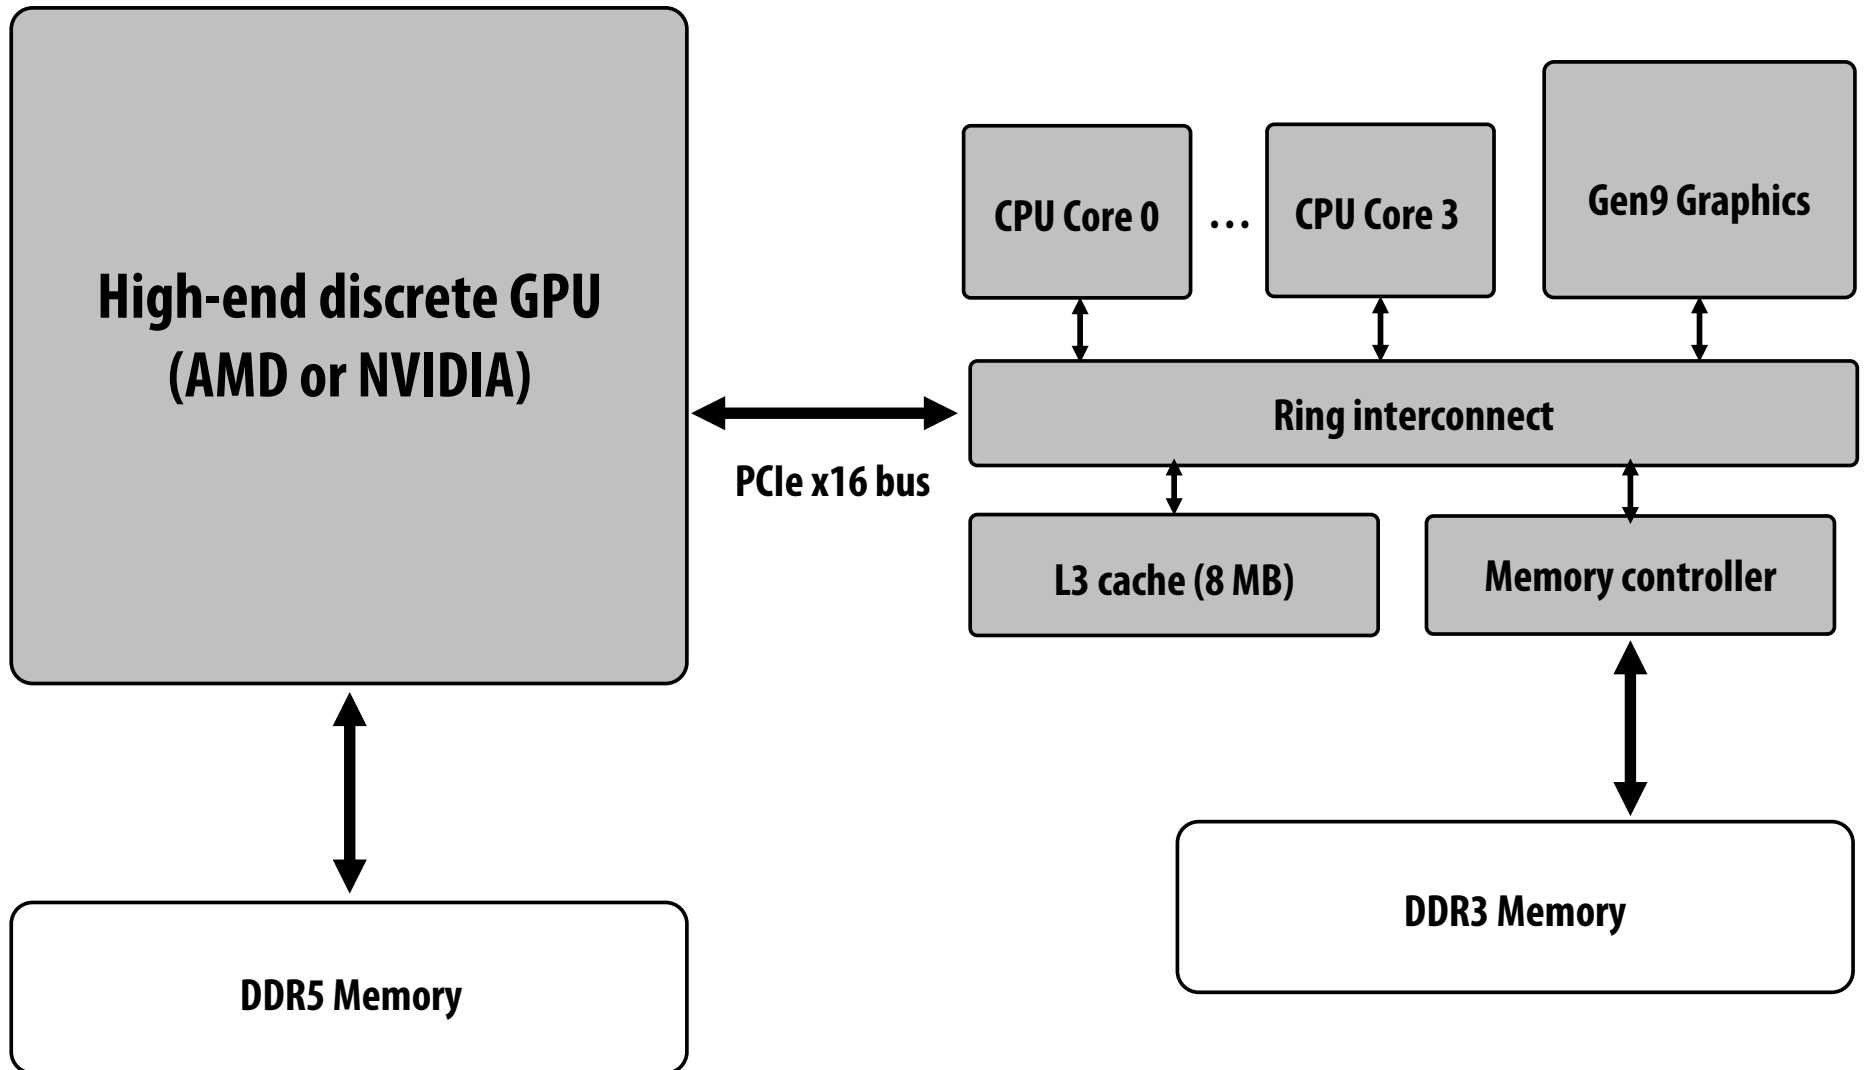 High-end discrete GPU
(AMD or NVIDIA)
PCIe x16 bus
DDR5 Memory
CPU Core 0
...
CPU Core 3
Gen9 Graphics
Ring interconnect
L3 cache (8 MB)
Memory controller
DDR3 Memory